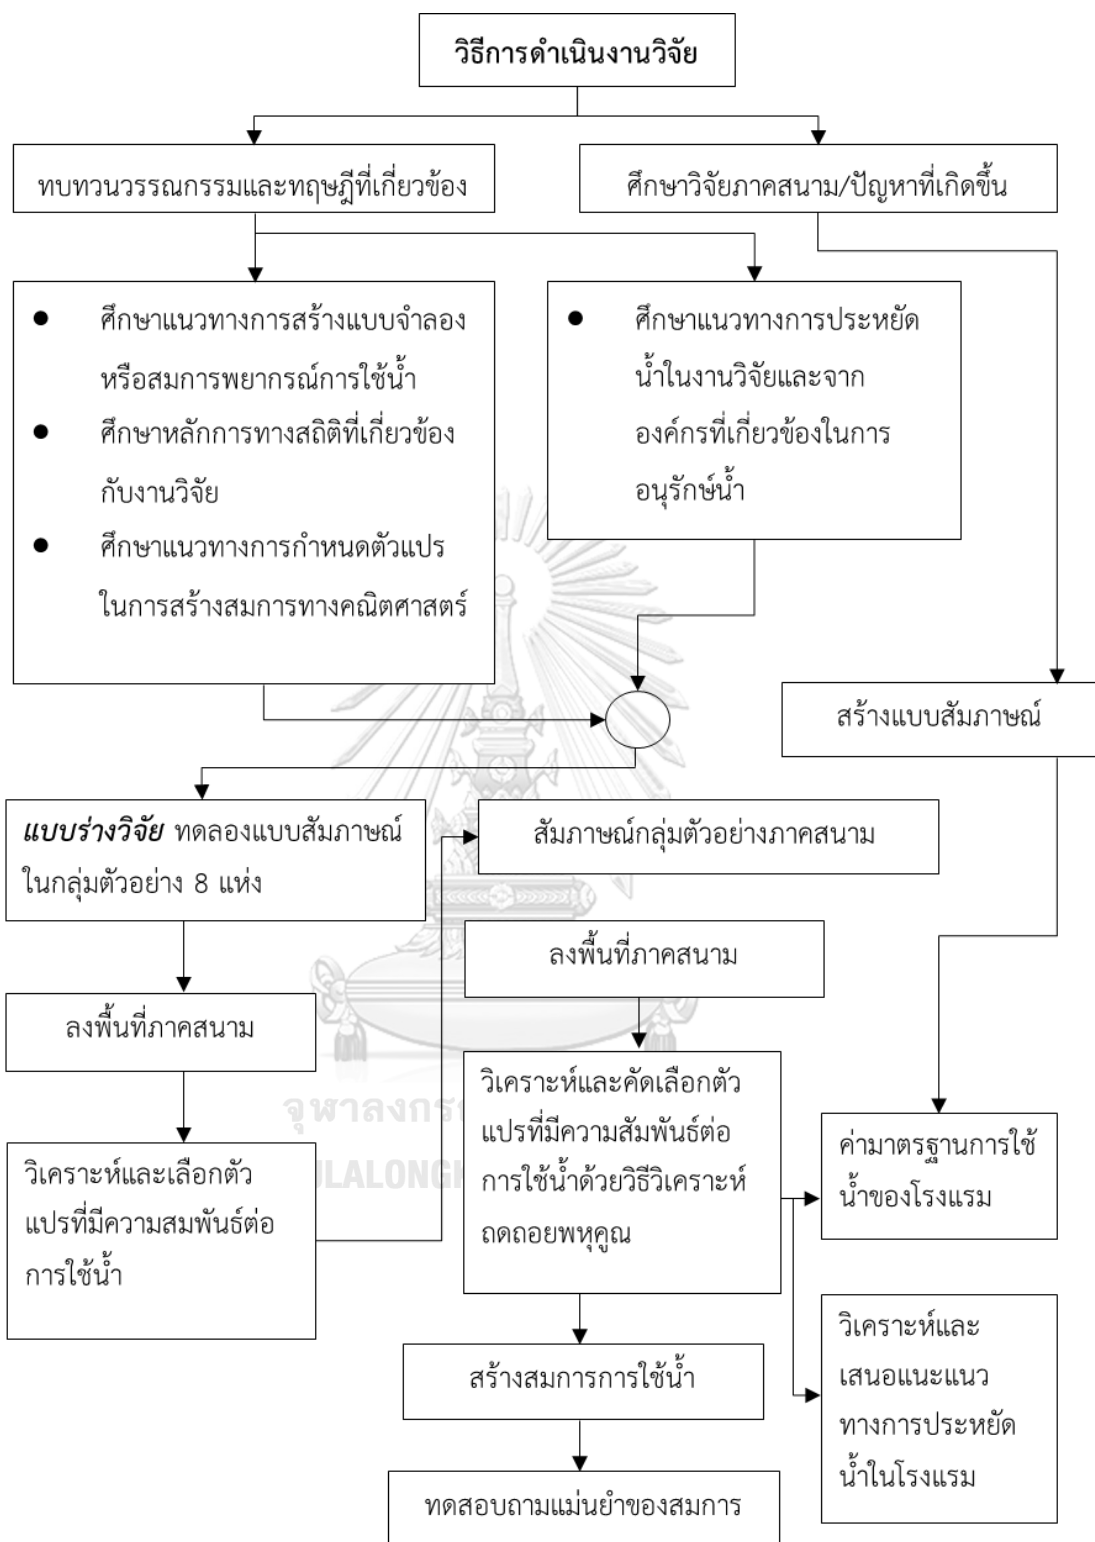 วิธีการดำเนินงานวิจัย
ทบทวนวรรณกรรมและทฤษฎีที่เกี่ยวข้อง
ศึกษาวิจัยภาคสนาม/ปัญหาที่เกิดขึ้น
● ศึกษาแนวทางการสร้างแบบจำลอง
หรือสมการพยากรณ์การใช้น้ำ
● ศึกษาหลักการทางสถิติที่เกี่ยวข้อง
กับงานวิจัย
● ศึกษาแนวทางการกำหนดตัวแปร
ในการสร้างสมการทางคณิตศาสตร์
● ศึกษาแนวทางการประหยัด
น้ำในงานวิจัยและจาก
องค์กรที่เกี่ยวข้องในการ
อนุรักษ์น้ำ
สร้างแบบสัมภาษณ์
แบบร่างวิจัย ทดลองแบบสัมภาษณ์
ในกลุ่มตัวอย่าง 8 แห่ง
สัมภาษณ์กลุ่มตัวอย่างภาคสนาม
ลงพื้นที่ภาคสนาม
ลงพื้นที่ภาคสนาม
วิเคราะห์และเลือกตัว
แปรที่มีความสมพันธ์ต่อ
การใช้น้ำ
วิเคราะห์และคัดเลือกตัว
แปรที่มีความสัมพันธ์ต่อ
การใช้น้ำด้วยวิธีวิเคราะห์
ถดถอยพหุคูณ
ค่ามาตรฐานการใช้
น้ำของโรงแรม
วิเคราะห์และ
เสนอแนะแนว
ทางการประหยัด
น้ำในโรงแรม
สร้างสมการการใช้น้ำ
ทดสอบถามแม่นยำของสมการ
จุฬาลงกร
ULALONG